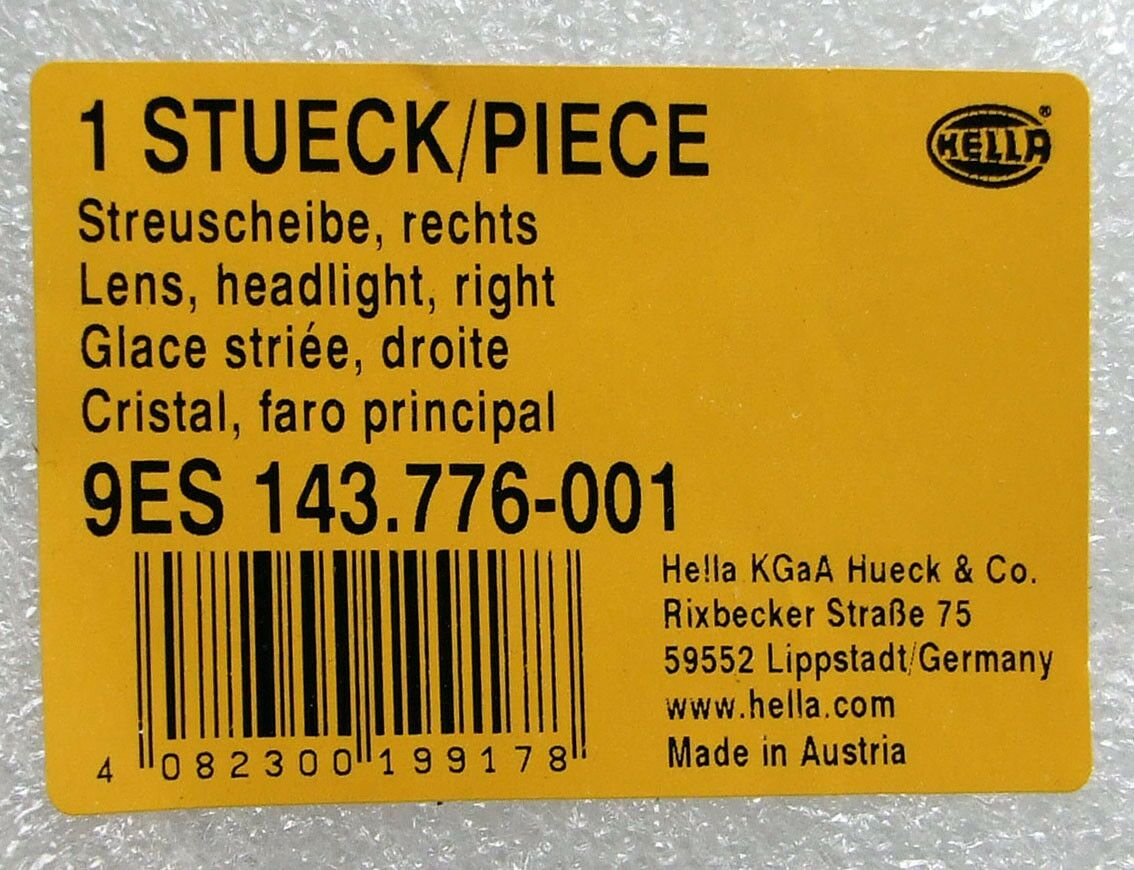 1 STUECK/PIECE
HELLA®
Streuscheibe, rechts
Lens, headlight, right
Glace striée, droite
Cristal, faro principal
9ES 143.776-001
Hella KGaA Hueck & Co.
Rixbecker Straße 75
59552 Lippstadt/Germany
www.hella.com
Made in Austria
4 082300 199178